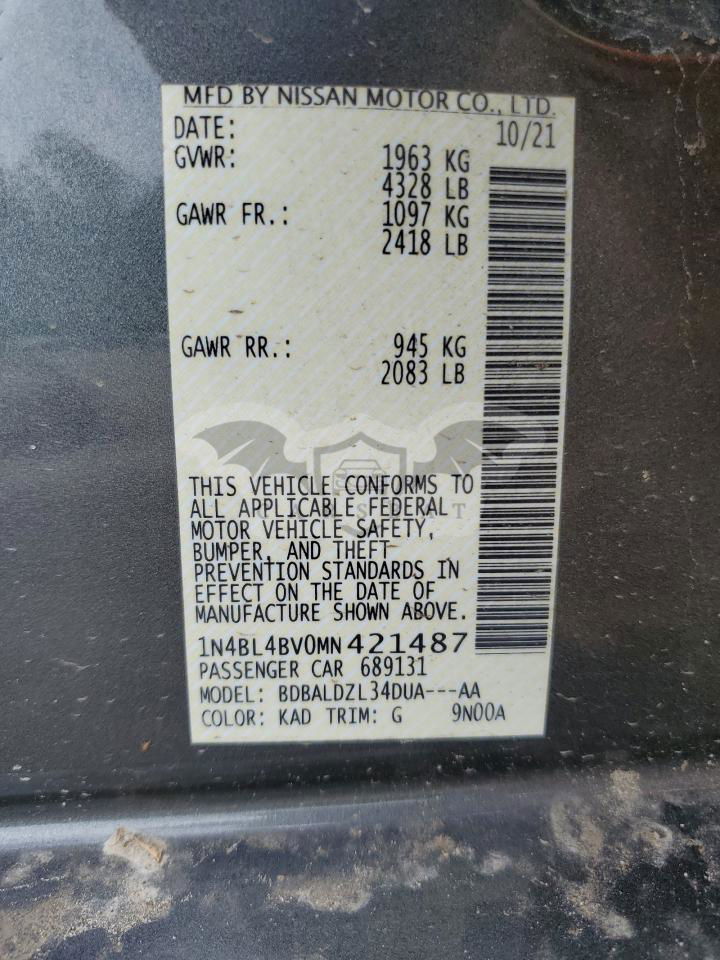 MFD BY NISSAN MOTOR CO., LTD.
DATE: 10/21
GVWR: 1963 KG
4328 LB
GAWR FR.: 1097 KG
2418 LB
GAWR RR.: 945 KG
2083 LB
THIS VEHICLE CONFORMS TO
ALL APPLICABLE FEDERAL
MOTOR VEHICLE SAFETY,
BUMPER, AND THEFT
PREVENTION STANDARDS IN
EFFECT ON THE DATE OF
MANUFACTURE SHOWN ABOVE.
1N4BL4BV0MN421487
PASSENGER CAR 689131
MODEL: BDBALDZL34DUA---AA
COLOR: KAD TRIM: G 9N00A